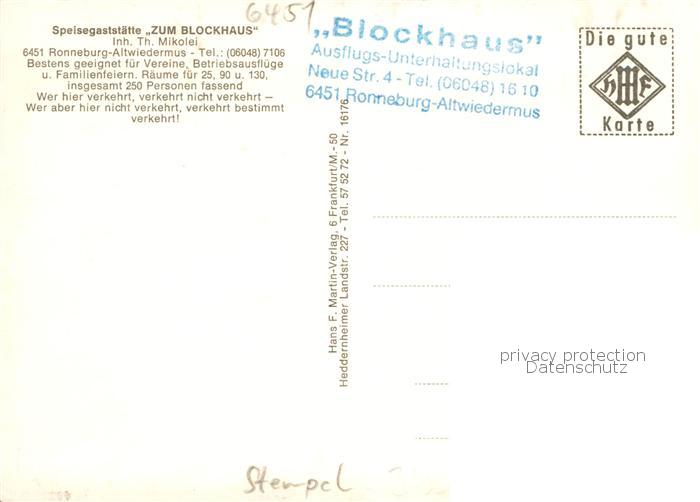 6451
Speisegaststätte „ZUM BLOCKHAUS"
Inh. Th. Mikolei
6451 Ronneburg-Altwiedermus - Tel.: (06048) 7106
Bestens geeignet für Vereine, Betriebsausflüge
u. Familienfeiern. Räume für 25, 90 u. 130,
insgesamt 250 Personen fassend
Wer hier verkehrt, verkehrt nicht verkehrt –
Wer aber hier nicht verkehrt, verkehrt bestimmt
verkehrt!
„Blockhaus"
Ausflugs-Unterhaltungslokal
Neue Str. 4 - Tel. (06048) 16 10
6451 Ronneburg-Altwiedermus
Die gute
HMF
Karte
Hans F. Martin-Verlag, 6 Frankfurt/M.- 50
Heddernheimer Landstr. 227 - Tel. 57 52 72 - Nr. 16176
privacy protection
Datenschutz
Stempel